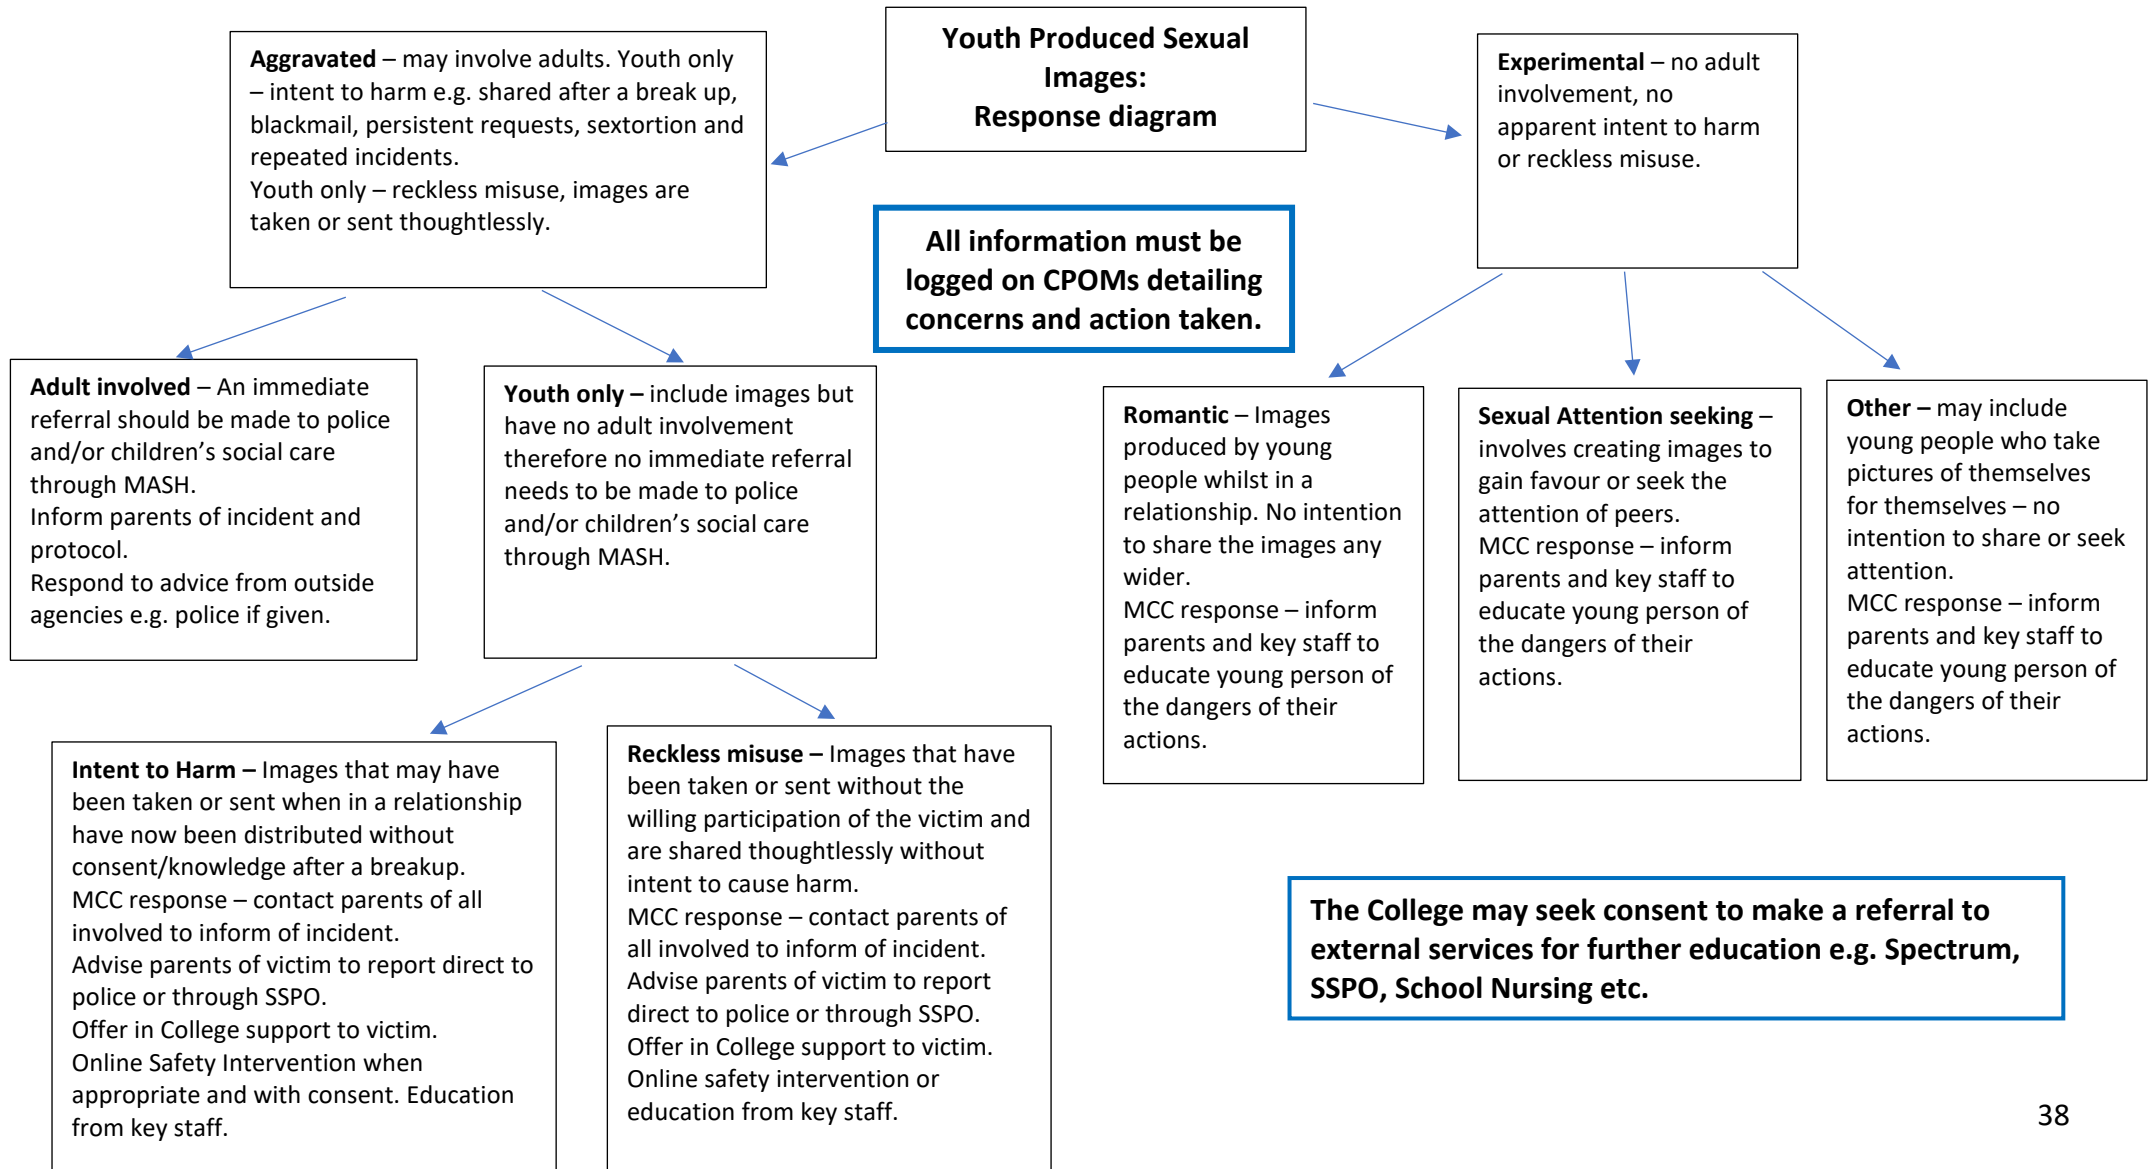 Youth Produced Sexual
Images:
Response diagram
Aggravated – may involve adults. Youth only
– intent to harm e.g. shared after a break up,
blackmail, persistent requests, sextortion and
repeated incidents.
Youth only – reckless misuse, images are
taken or sent thoughtlessly.
Experimental – no adult
involvement, no
apparent intent to harm
or reckless misuse.
All information must be
logged on CPOMs detailing
concerns and action taken.
Adult involved – An immediate
referral should be made to police
and/or children’s social care
through MASH.
Inform parents of incident and
protocol.
Respond to advice from outside
agencies e.g. police if given.
Youth only – include images but
have no adult involvement
therefore no immediate referral
needs to be made to police
and/or children’s social care
through MASH.
Romantic – Images
produced by young
people whilst in a
relationship. No intention
to share the images any
wider.
MCC response – inform
parents and key staff to
educate young person of
the dangers of their
actions.
Sexual Attention seeking –
involves creating images to
gain favour or seek the
attention of peers.
MCC response – inform
parents and key staff to
educate young person of
the dangers of their
actions.
Other – may include
young people who take
pictures of themselves
for themselves – no
intention to share or seek
attention.
MCC response – inform
parents and key staff to
educate young person of
the dangers of their
actions.
Intent to Harm – Images that may have
been taken or sent when in a relationship
have now been distributed without
consent/knowledge after a breakup.
MCC response – contact parents of all
involved to inform of incident.
Advise parents of victim to report direct to
police or through SSPO.
Offer in College support to victim.
Online Safety Intervention when
appropriate and with consent. Education
from key staff.
Reckless misuse – Images that have
been taken or sent without the
willing participation of the victim and
are shared thoughtlessly without
intent to cause harm.
MCC response – contact parents of
all involved to inform of incident.
Advise parents of victim to report
direct to police or through SSPO.
Offer in College support to victim.
Online safety intervention or
education from key staff.
The College may seek consent to make a referral to
external services for further education e.g. Spectrum,
SSPO, School Nursing etc.
38